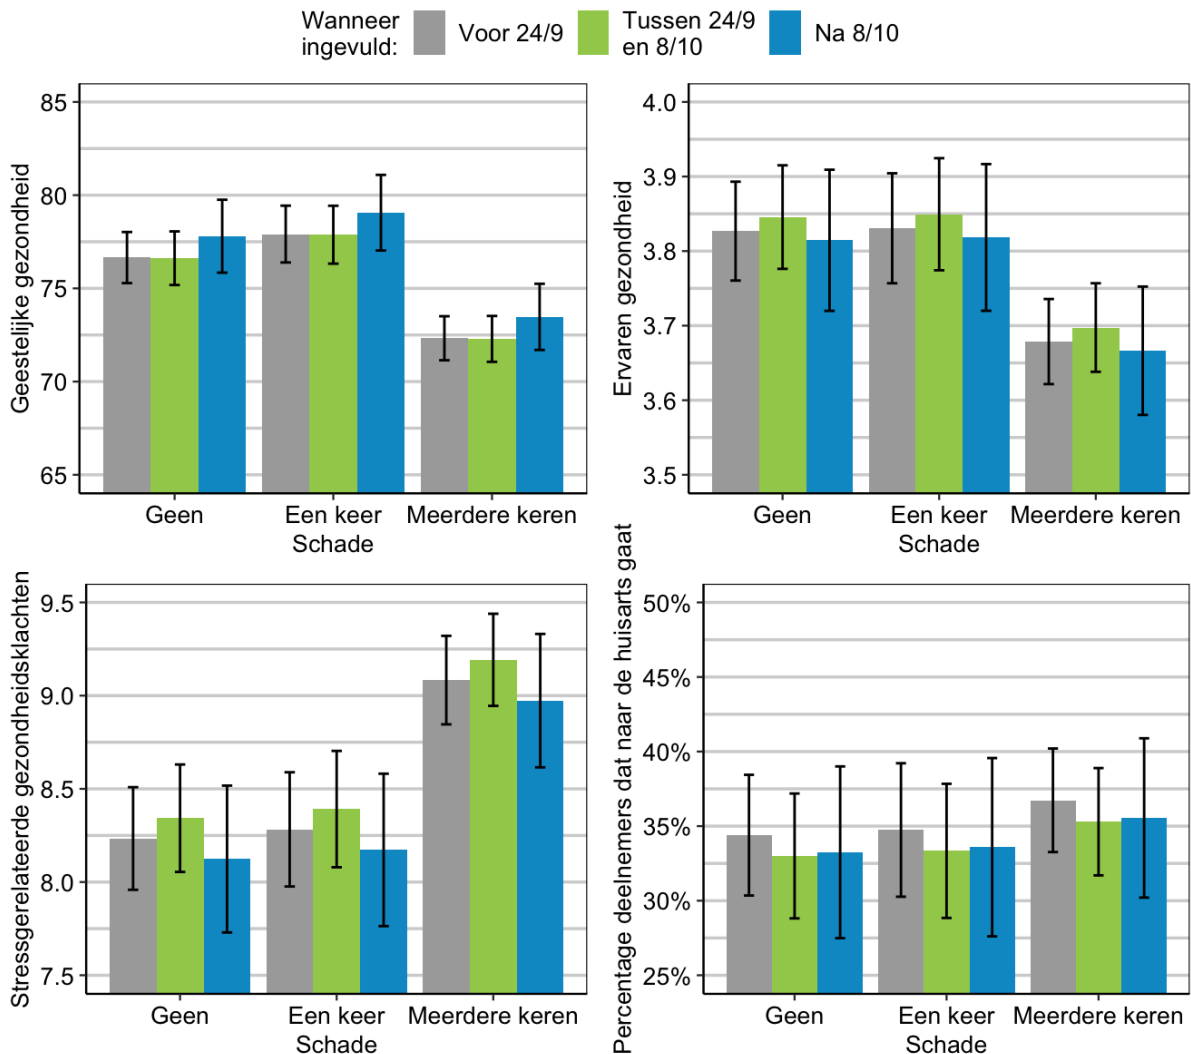 Wanneer
ingevuld:
Voor 24/9
Tussen 24/9
en 8/10
Na 8/10
Geestelijke gezondheid
85
80
75
70
65
Geen
Een keer
Meerdere keren
Schade
Ervaren gezondheid
4.0
3.9
3.8
3.7
3.6
3.5
Geen
Een keer
Meerdere keren
Schade
Stressgerelateerde gezondheidsklachten
9.5
9.0
8.5
8.0
7.5
Geen
Een keer
Meerdere keren
Schade
Percentage deelnemers dat naar de huisarts gaat
50%
45%
40%
35%
30%
25%
Geen
Een keer
Meerdere keren
Schade